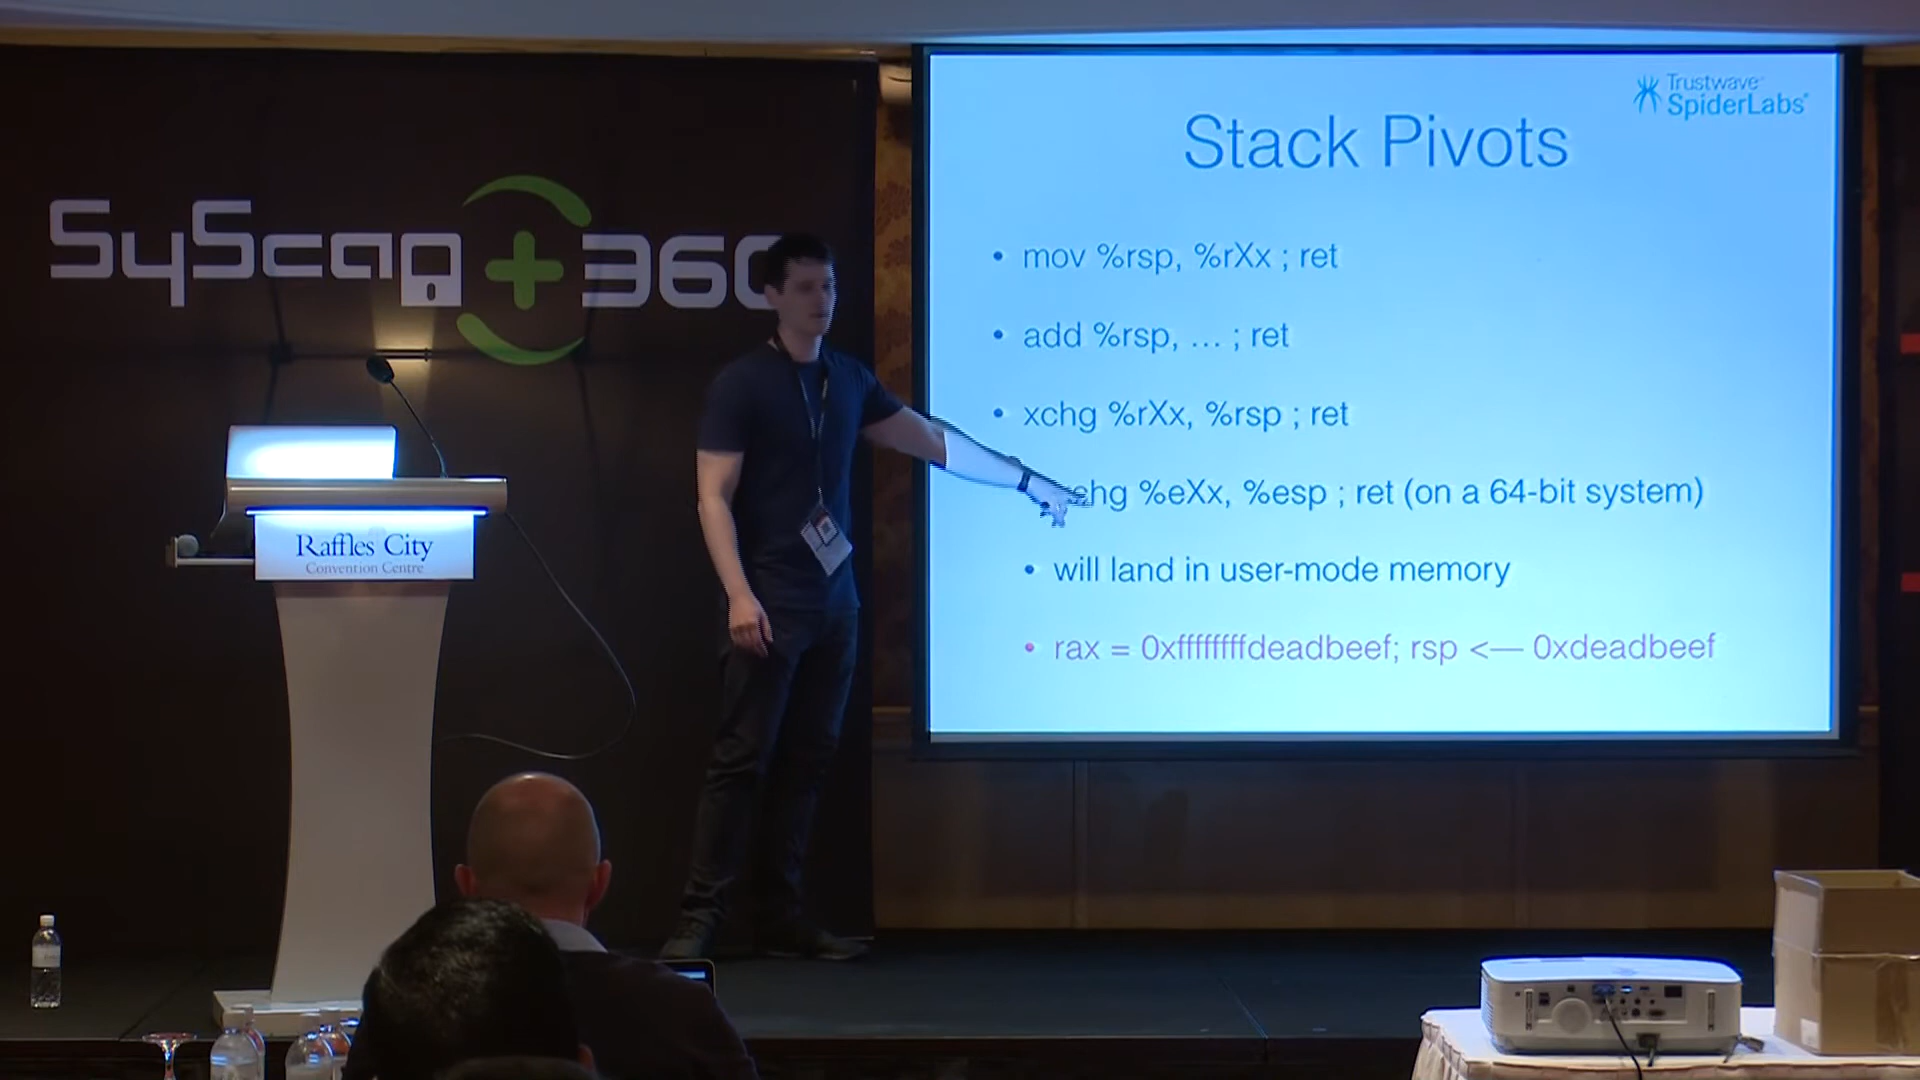 SyScan+360
Raffles City
Convention Centre
Trustwave®
SpiderLabs®
Stack Pivots
• mov %rsp, %rXx ; ret
• add %rsp, … ; ret
• xchg %rXx, %rsp ; ret
chg %eXx, %esp ; ret (on a 64-bit system)
• will land in user-mode memory
• rax = 0xffffffffdeadbeef; rsp <— 0xdeadbeef